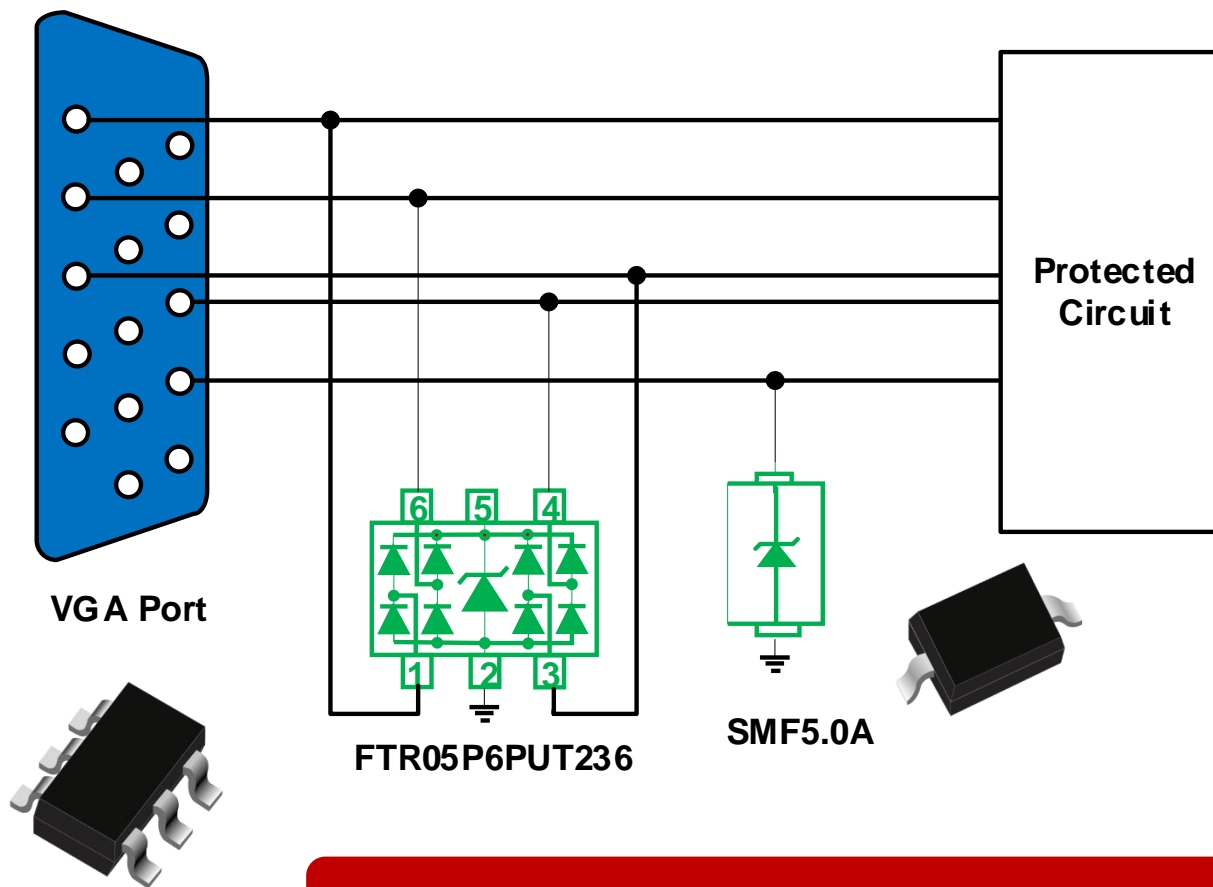 Protected
Circuit
6 5 4
VGA Port
1 2 3
SMF5.0A
FTR05P6PUT236